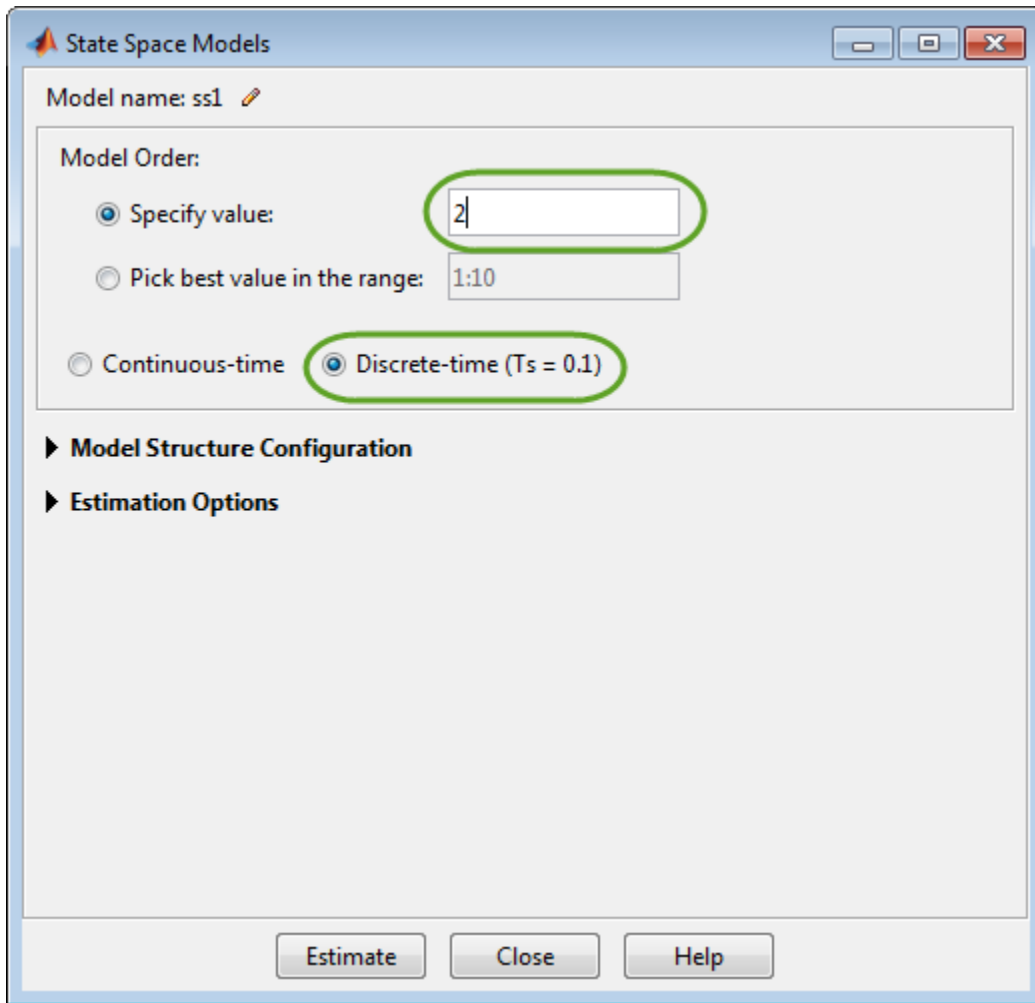 State Space Models
Model name: ss1
Model Order:
Specify value: 2
Pick best value in the range: 1:10
Continuous-time Discrete-time (Ts = 0.1)
Model Structure Configuration
Estimation Options
Estimate Close Help